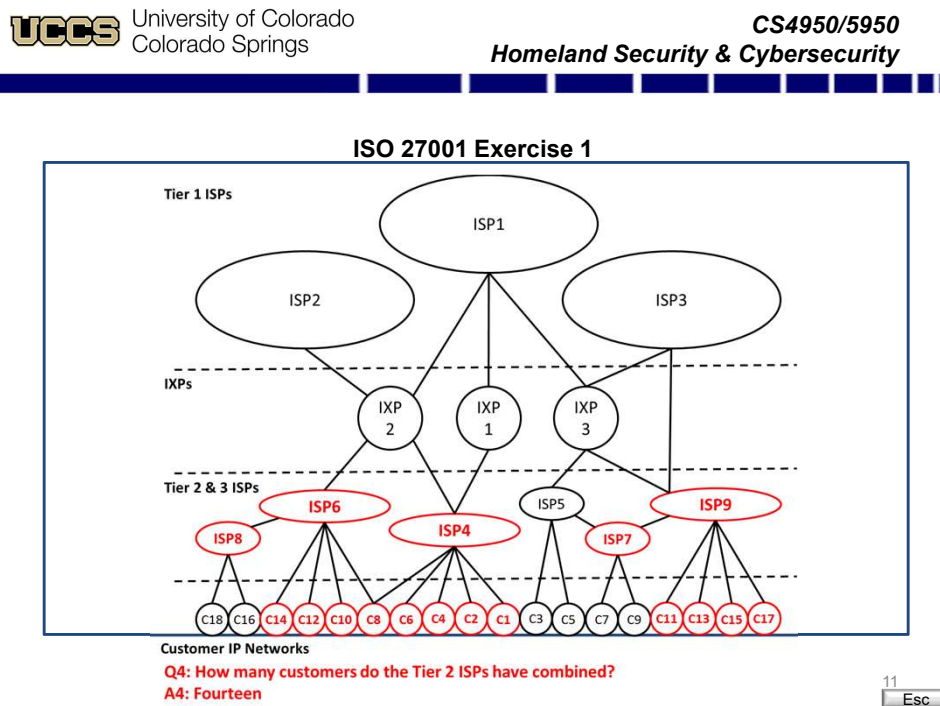 UCCS
University of Colorado
Colorado Springs
CS4950/5950
Homeland Security & Cybersecurity
ISO 27001 Exercise 1
Tier 1 ISPs
ISP1
ISP2
ISP3
IXPs
IXP
2
IXP
1
IXP
3
Tier 2 & 3 ISPs
ISP6
ISP5
ISP9
ISP4
ISP8
ISP7
C18 C16 C14 C12 C10 C8 C6 C4 C2 C1 C3 C5 C7 C9 C11 C13 C15 C17
Customer IP Networks
Q4: How many customers do the Tier 2 ISPs have combined?
A4: Fourteen
11
Esc